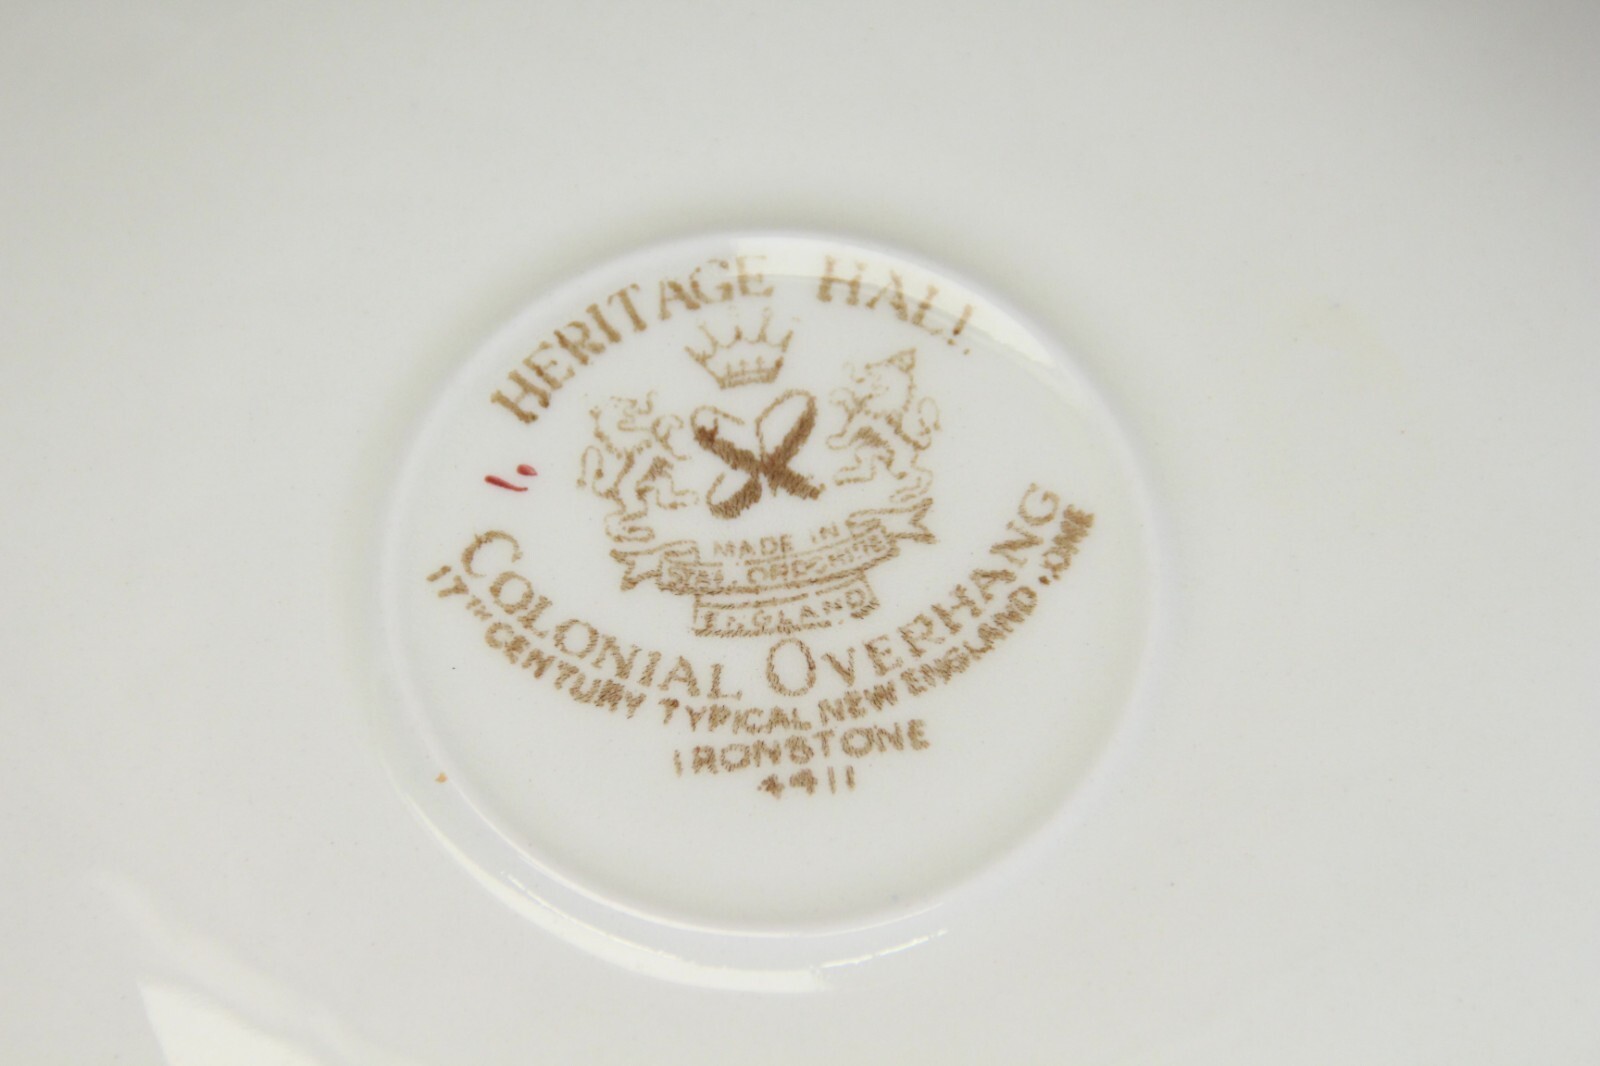 HERITAGE HALL
MADE IN
STAFFORDSHIRE
ENGLAND
COLONIAL OVERHANG
17TH CENTURY TYPICAL NEW ENGLAND HOME
IRONSTONE
4411